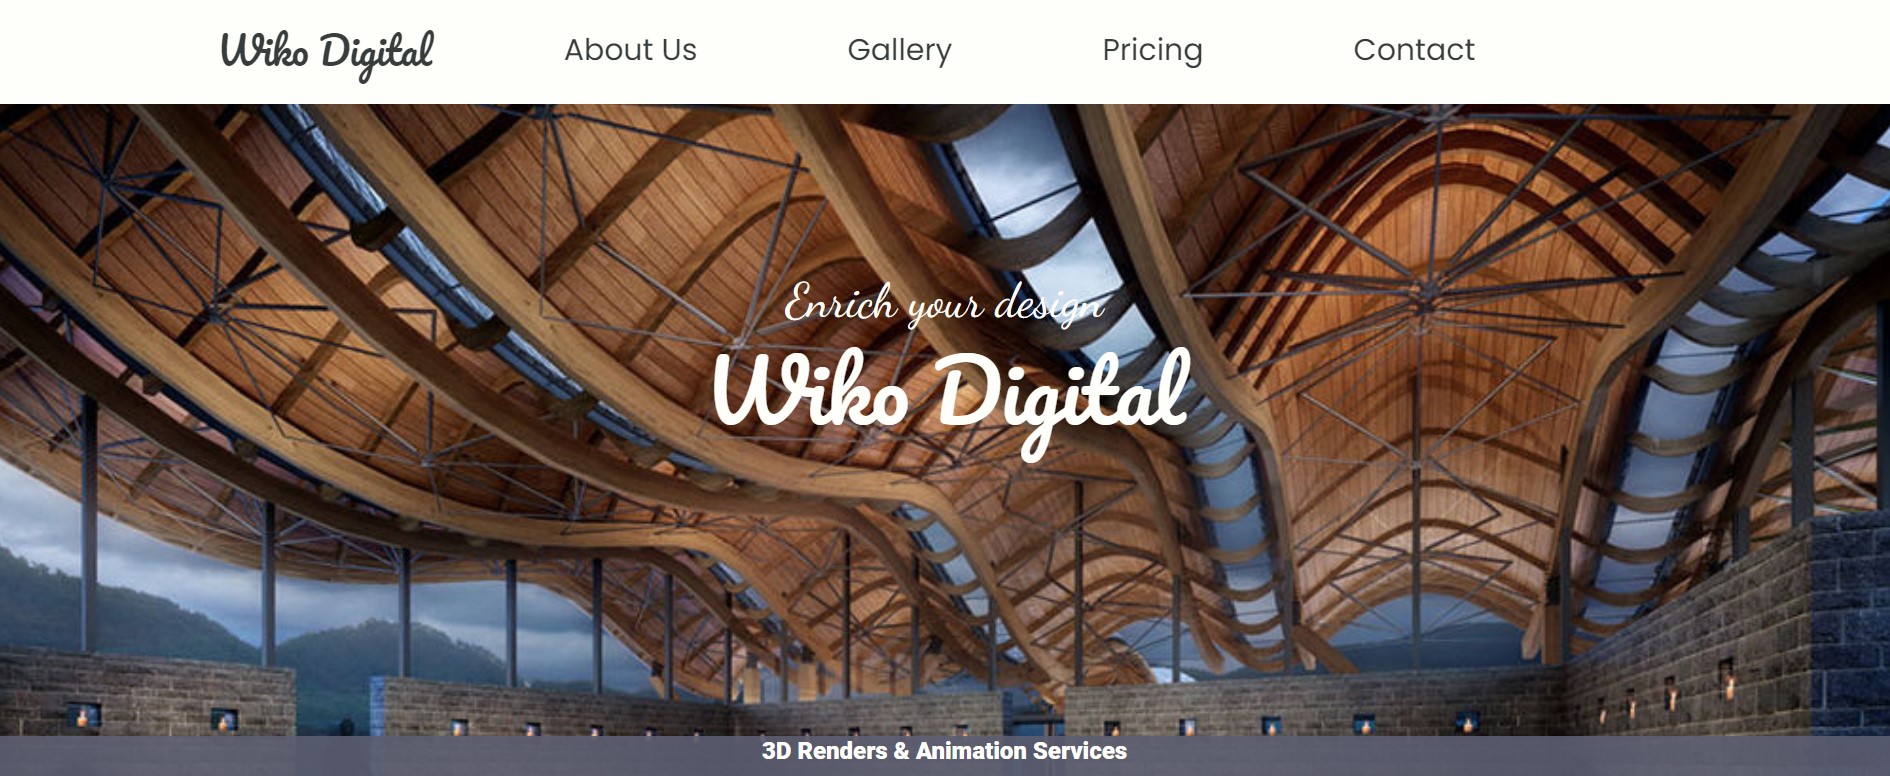 Wiko Digital About Us Gallery Pricing Contact
Enrich your design
Wiko Digital
3D Renders & Animation Services